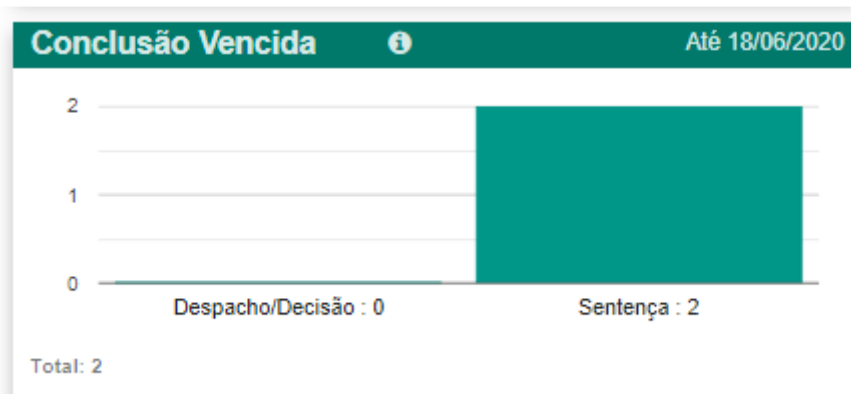 Conclusão Vencida Até 18/06/2020
2
1
0
Despacho/Decisão : 0 Sentença : 2
Total: 2